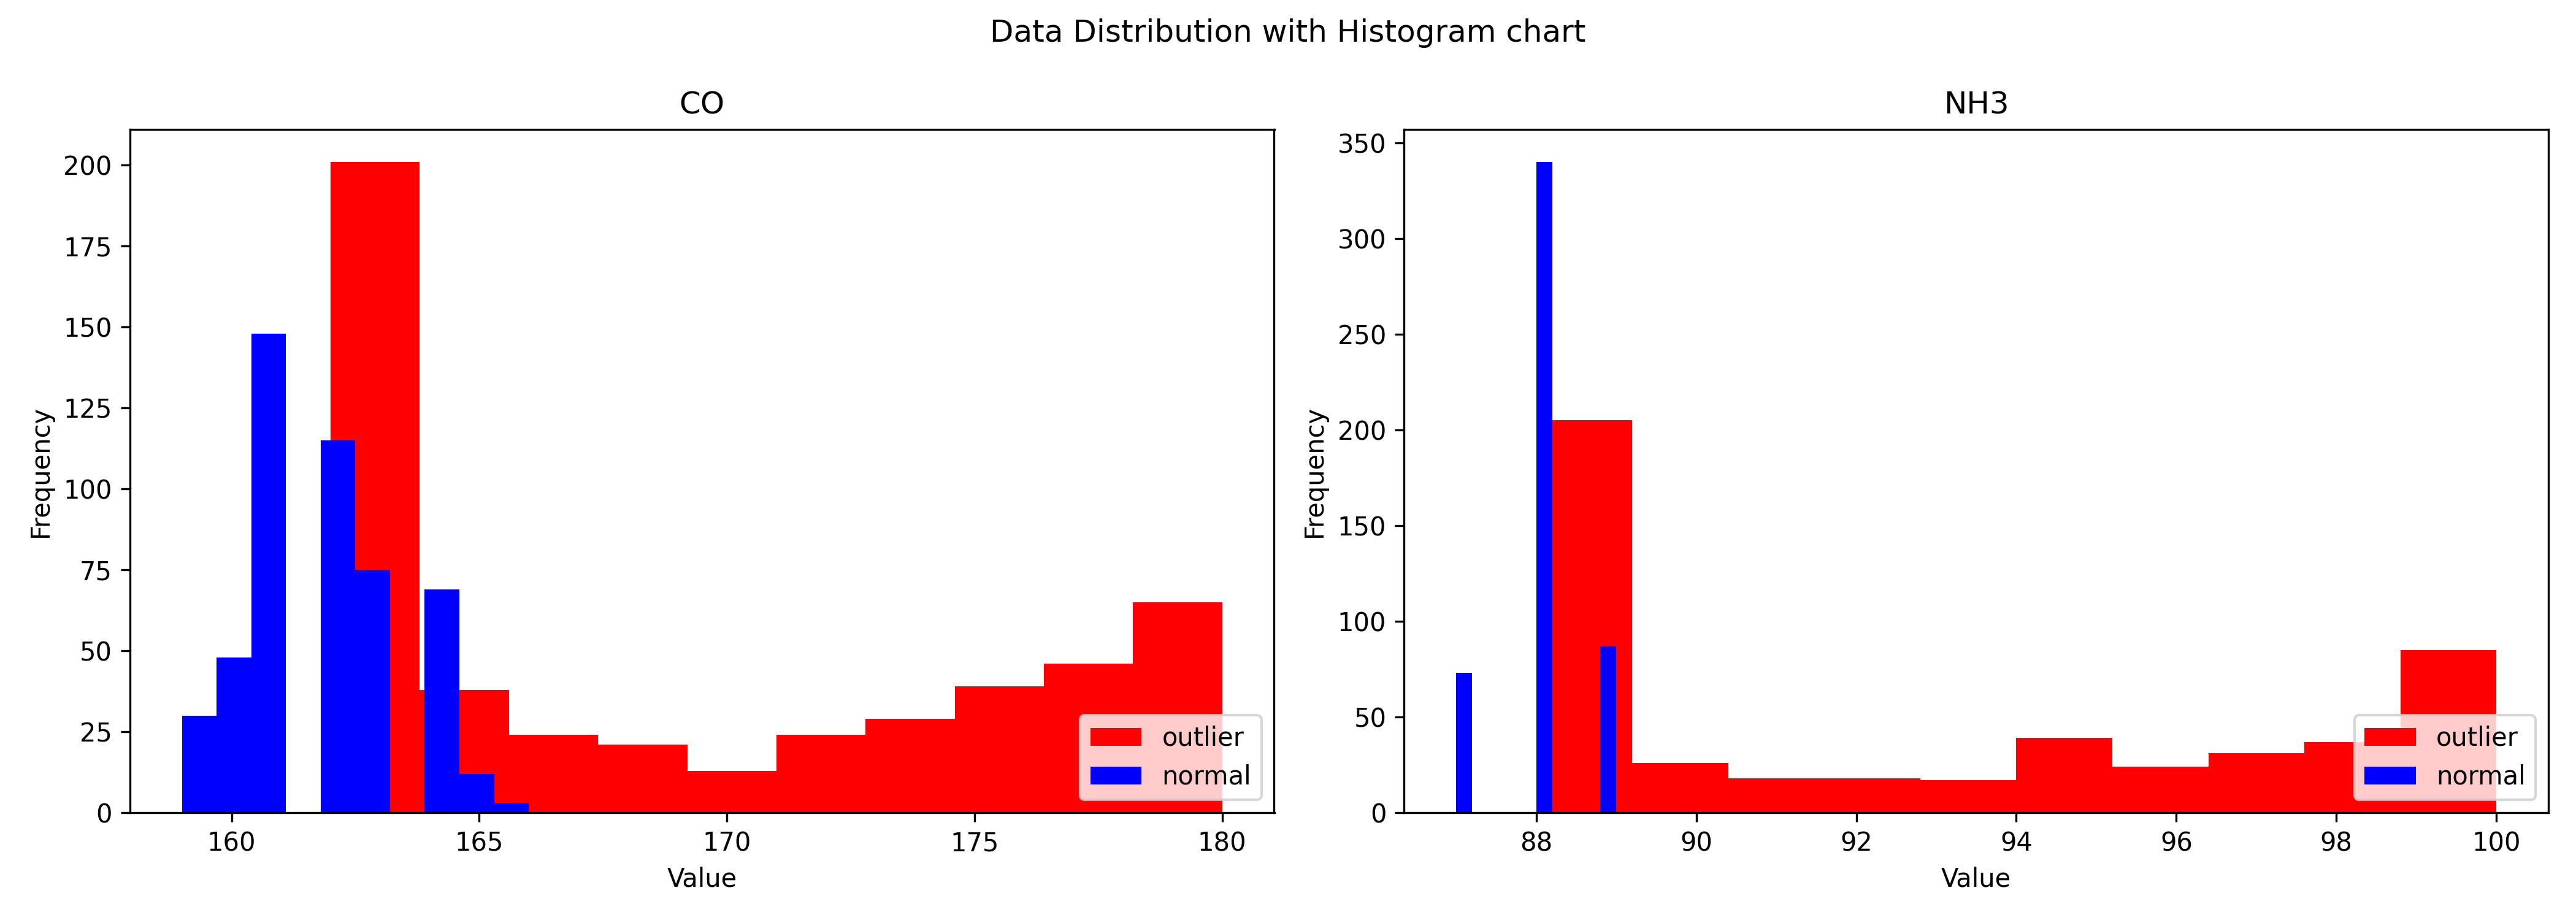 Data Distribution with Histogram chart
CO
200
175
150
125
100
75
50
25
0
Frequency
160 165 170 175 180
Value
outlier
normal
NH3
350
300
250
200
150
100
50
0
Frequency
88 90 92 94 96 98 100
Value
outlier
normal